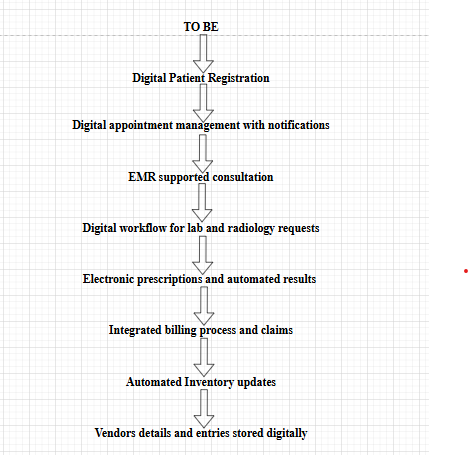 TO BE
Digital Patient Registration
Digital appointment management with notifications
EMR supported consultation
Digital workflow for lab and radiology requests
Electronic prescriptions and automated results
Integrated billing process and claims
Automated Inventory updates
Vendors details and entries stored digitally